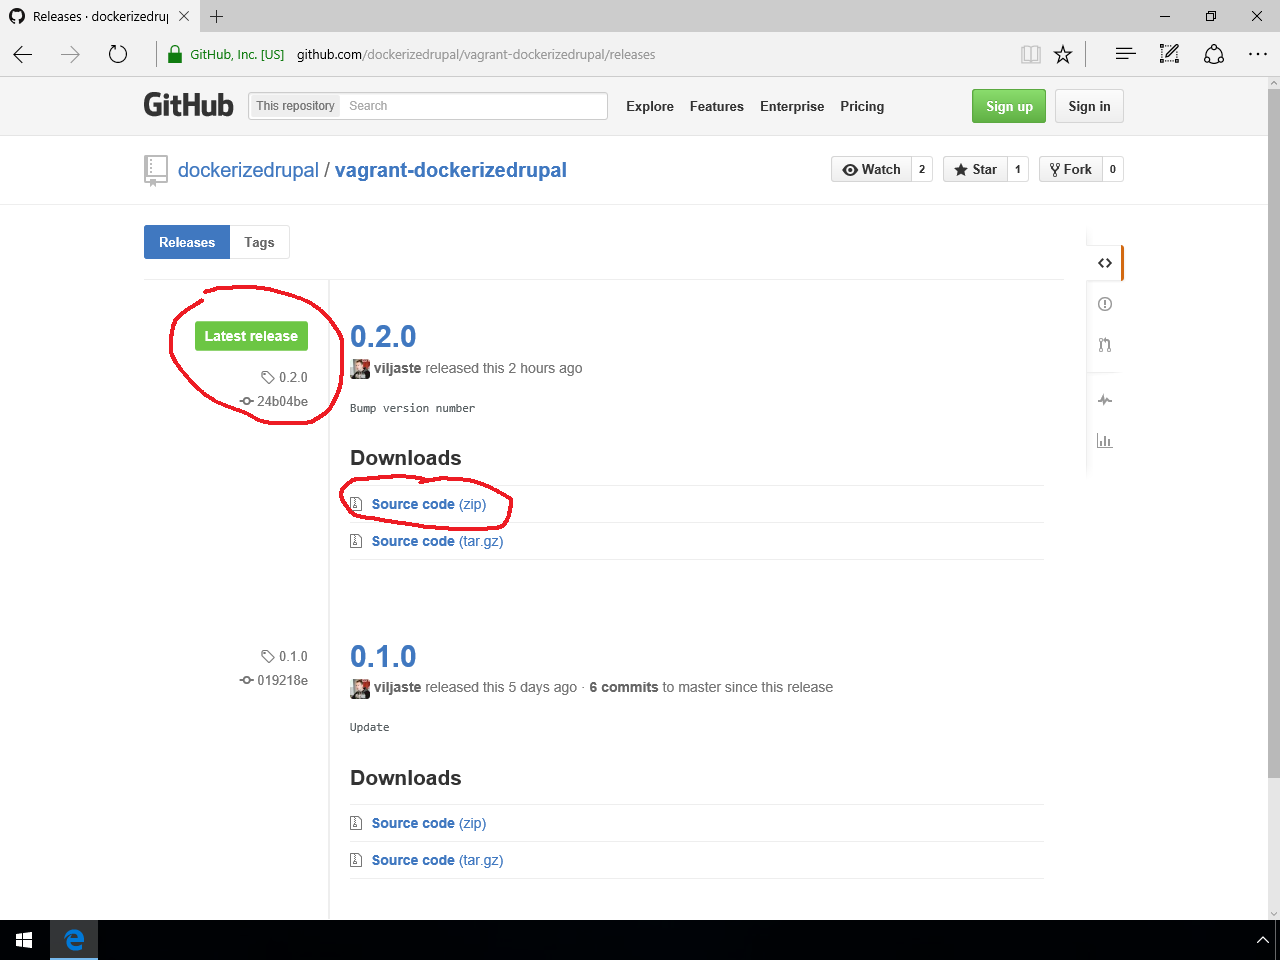 Releases · dockerizedrup
GitHub, Inc. [US] github.com/dockerizedrupal/vagrant-dockerizedrupal/releases
GitHub This repository Search Explore Features Enterprise Pricing Sign up Sign in
dockerizedrupal / vagrant-dockerizedrupal Watch 2 Star 1 Fork 0
Releases Tags
Latest release 0.2.0
viljaste released this 2 hours ago
0.2.0
24b04be
Bump version number
Downloads
Source code (zip)
Source code (tar.gz)
0.1.0 0.1.0
019218e viljaste released this 5 days ago · 6 commits to master since this release
Update
Downloads
Source code (zip)
Source code (tar.gz)